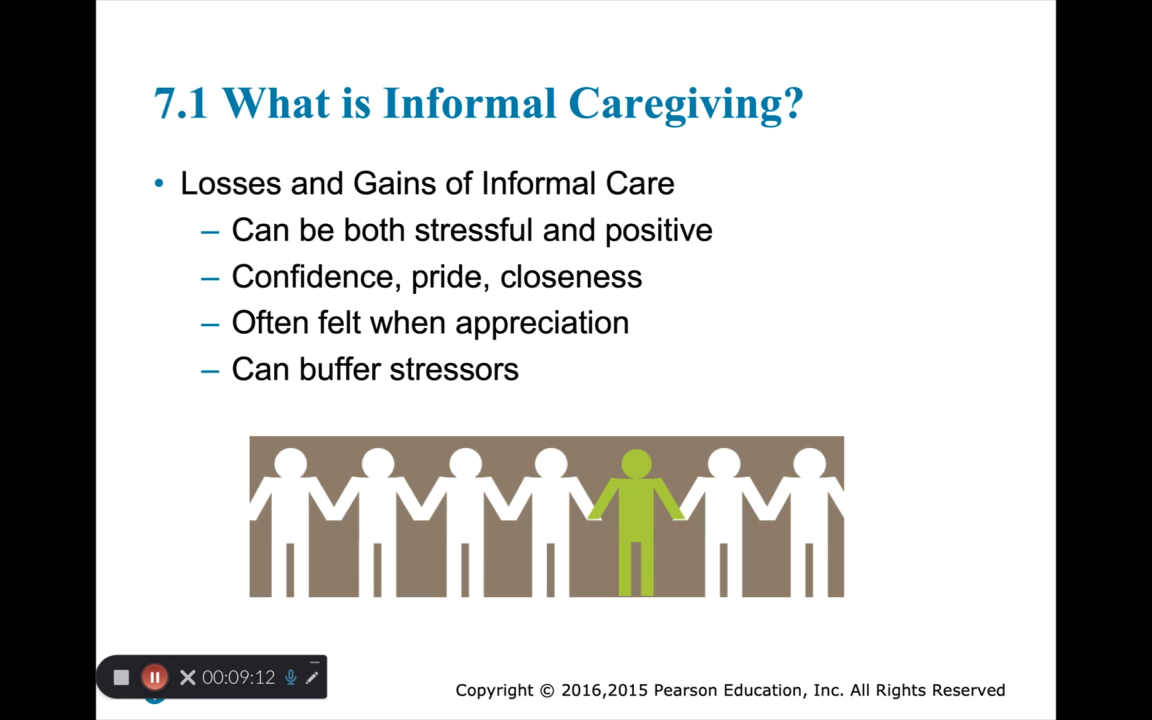 7.1 What is Informal Caregiving?
• Losses and Gains of Informal Care
– Can be both stressful and positive
– Confidence, pride, closeness
– Often felt when appreciation
– Can buffer stressors
00:09:12
Copyright © 2016,2015 Pearson Education, Inc. All Rights Reserved